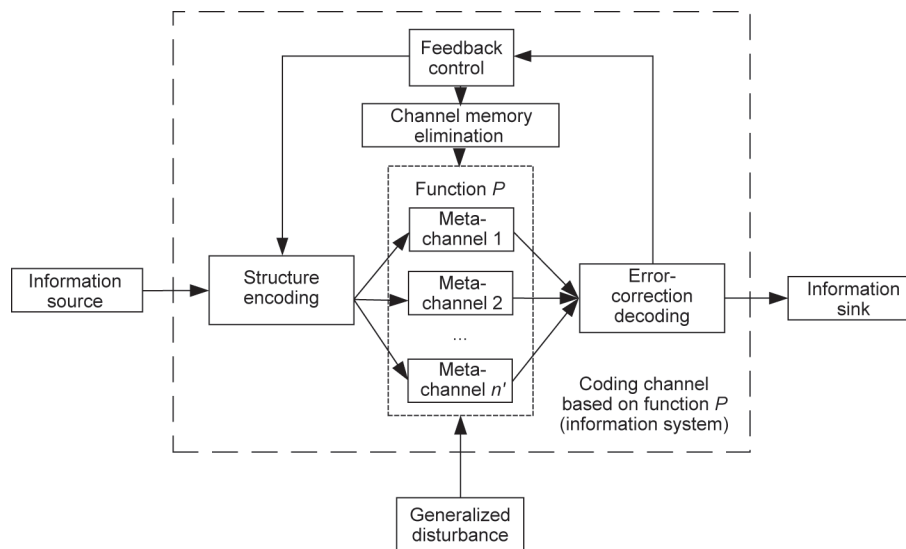 Feedback
control
Channel memory
elimination
Function P
Meta-
channel 1
Information
source
Structure
encoding
Meta-
channel 2
Error-
correction
decoding
Information
sink
...
Meta-
channel n'
Coding channel
based on function P
(information system)
Generalized
disturbance